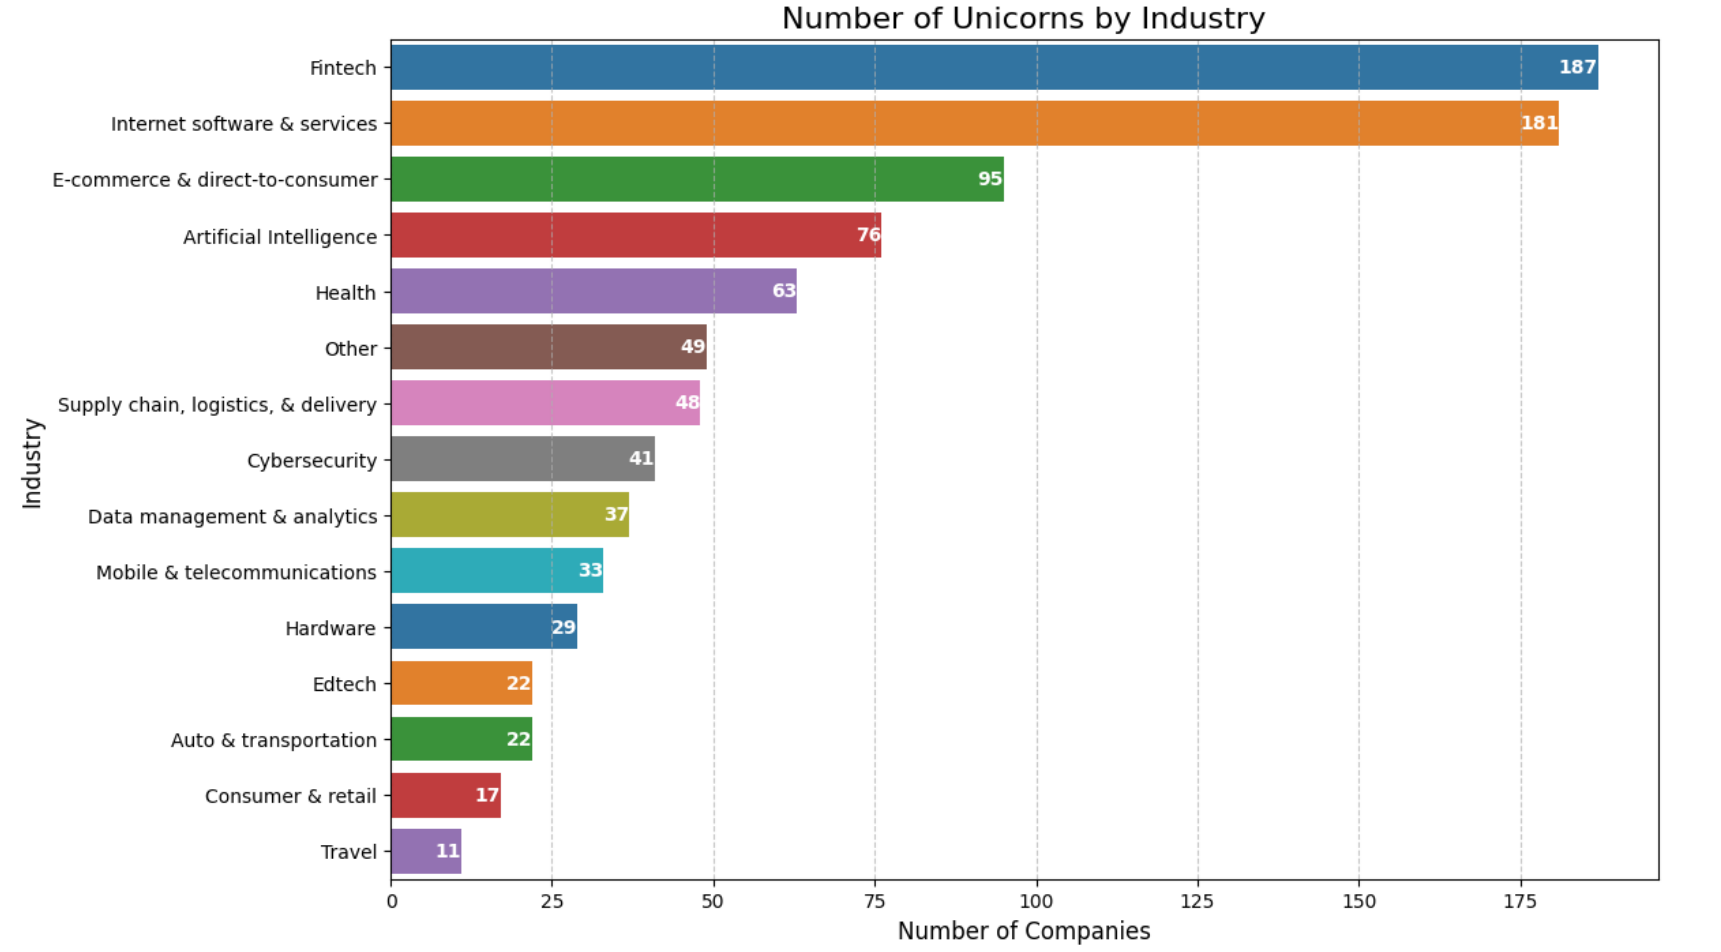 Number of Unicorns by Industry
Fintech 187
Internet software & services 181
E-commerce & direct-to-consumer 95
Artificial Intelligence 76
Health 63
Other 49
Supply chain, logistics, & delivery 48
Cybersecurity 41
Data management & analytics 37
Mobile & telecommunications 33
Hardware 29
Edtech 22
Auto & transportation 22
Consumer & retail 17
Travel 11
Industry
0 25 50 75 100 125 150 175
Number of Companies